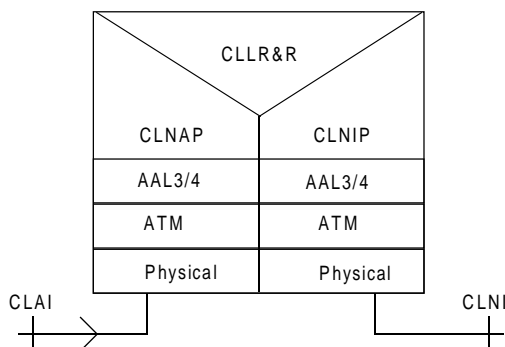 CLLR&R
CLNAP CLNIP
AAL3/4 AAL3/4
ATM ATM
Physical Physical
CLAI CLNI